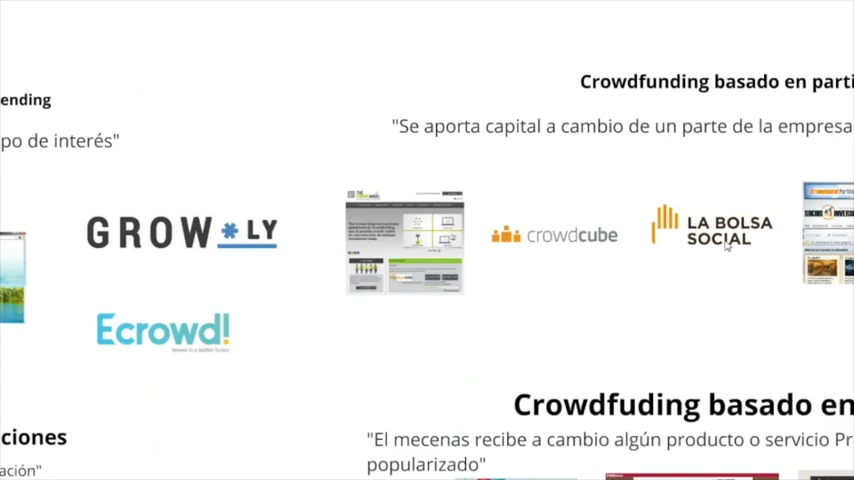 Crowdfunding basado en parti
ending
"Se aporta capital a cambio de un parte de la empresa
po de interés"
GROW*LY
crowdcube
LA BOLSA
SOCIAL
Ecrowd!
Crowdfuding basado en
ciones
"El mecenas recibe a cambio algún producto o servicio Pr
popularizado"
ación"